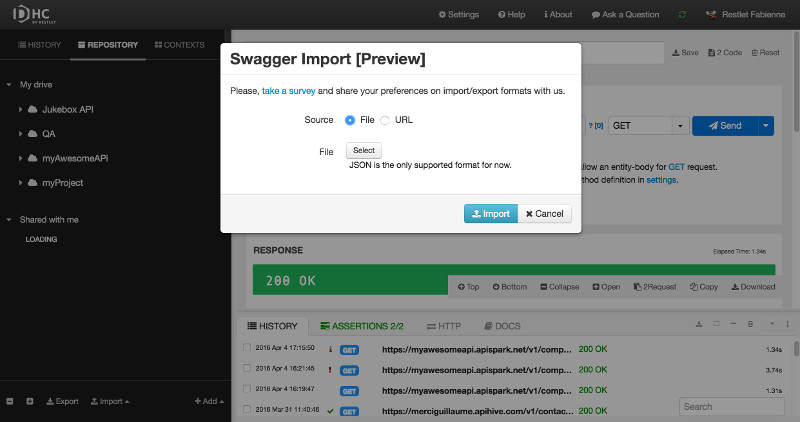 DHC BY RESTLET
Settings Help About Ask a Question Restlet Fabienne
HISTORY REPOSITORY CONTEXTS
My drive
Jukebox API
QA
myAwesomeAPI
myProject
Shared with me
LOADING
Export Import Add
Swagger Import [Preview]
Please, take a survey and share your preferences on import/export formats with us.
Source File URL
File Select
JSON is the only supported format for now.
Import Cancel
Save 2 Code Reset
? [0] GET Send
allow an entity-body for GET request.
method definition in settings.
RESPONSE Elapsed Time: 1.34s
200 OK
Top Bottom Collapse Open 2Request Copy Download
HISTORY ASSERTIONS 2/2 HTTP DOCS
2016 Apr 4 17:15:50 GET https://myawesomeapi.apispark.net/v1/comp... 200 OK 1.34s
2016 Apr 4 16:21:45 GET https://myawesomeapi.apispark.net/v1/comp... 200 OK 3.74s
2016 Apr 4 16:19:47 GET https://myawesomeapi.apispark.net/v1/comp... 200 OK 1.31s
2016 Mar 31 11:40:46 GET https://merciguillaume.apihive.com/v1/contac... 200 OK
Search